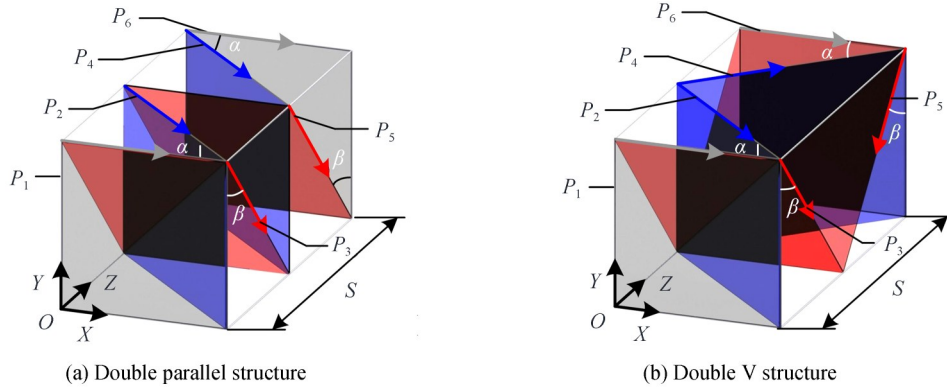 P6
α
P4
P2
P5
α
β
P1
β
P3
Y
Z
S
O
X
(a) Double parallel structure
P6
α
P4
P5
P2
β
α
P1
β
P3
Y
Z
S
O
X
(b) Double V structure